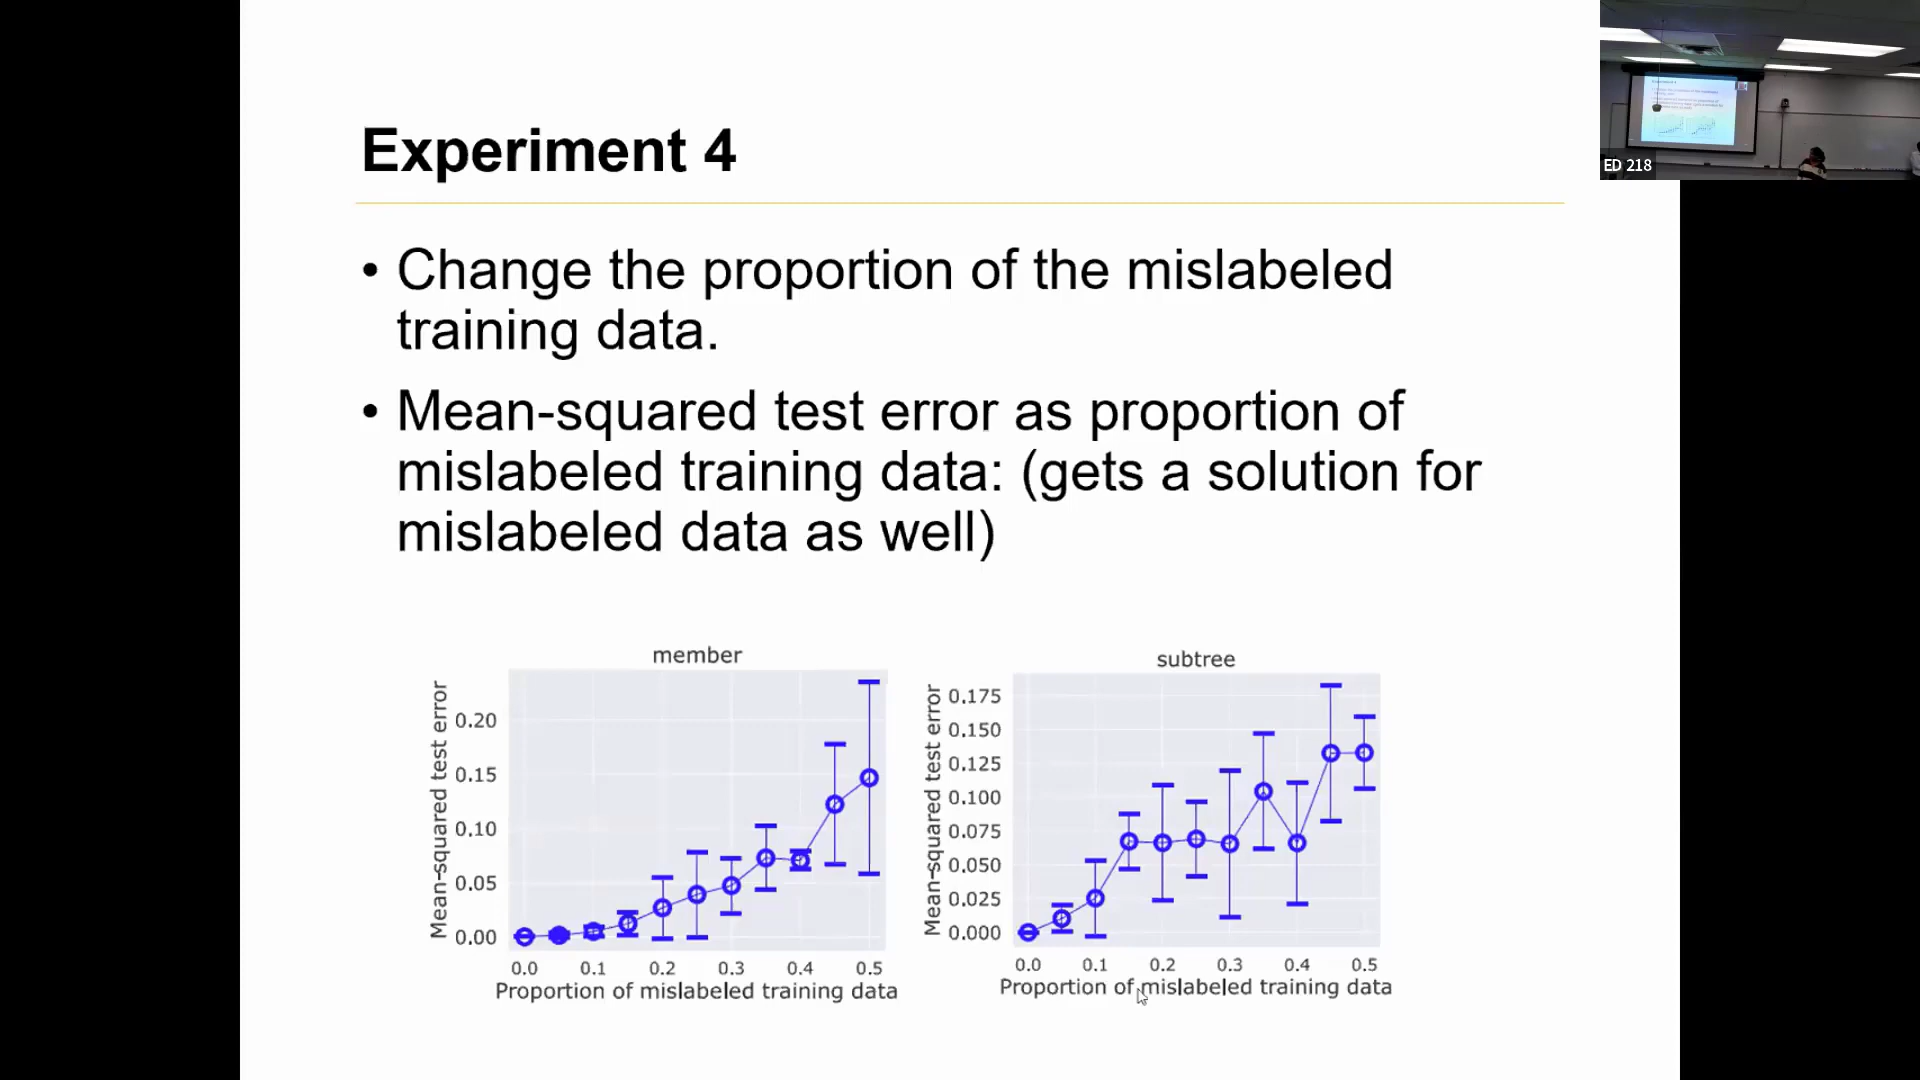 Experiment 4
ED 218
• Change the proportion of the mislabeled
training data.
• Mean-squared test error as proportion of
mislabeled training data: (gets a solution for
mislabeled data as well)
member
Mean-squared test error
0.20
0.15
0.10
0.05
0.00
0.0 0.1 0.2 0.3 0.4 0.5
Proportion of mislabeled training data
subtree
Mean-squared test error
0.175
0.150
0.125
0.100
0.075
0.050
0.025
0.000
0.0 0.1 0.2 0.3 0.4 0.5
Proportion of mislabeled training data